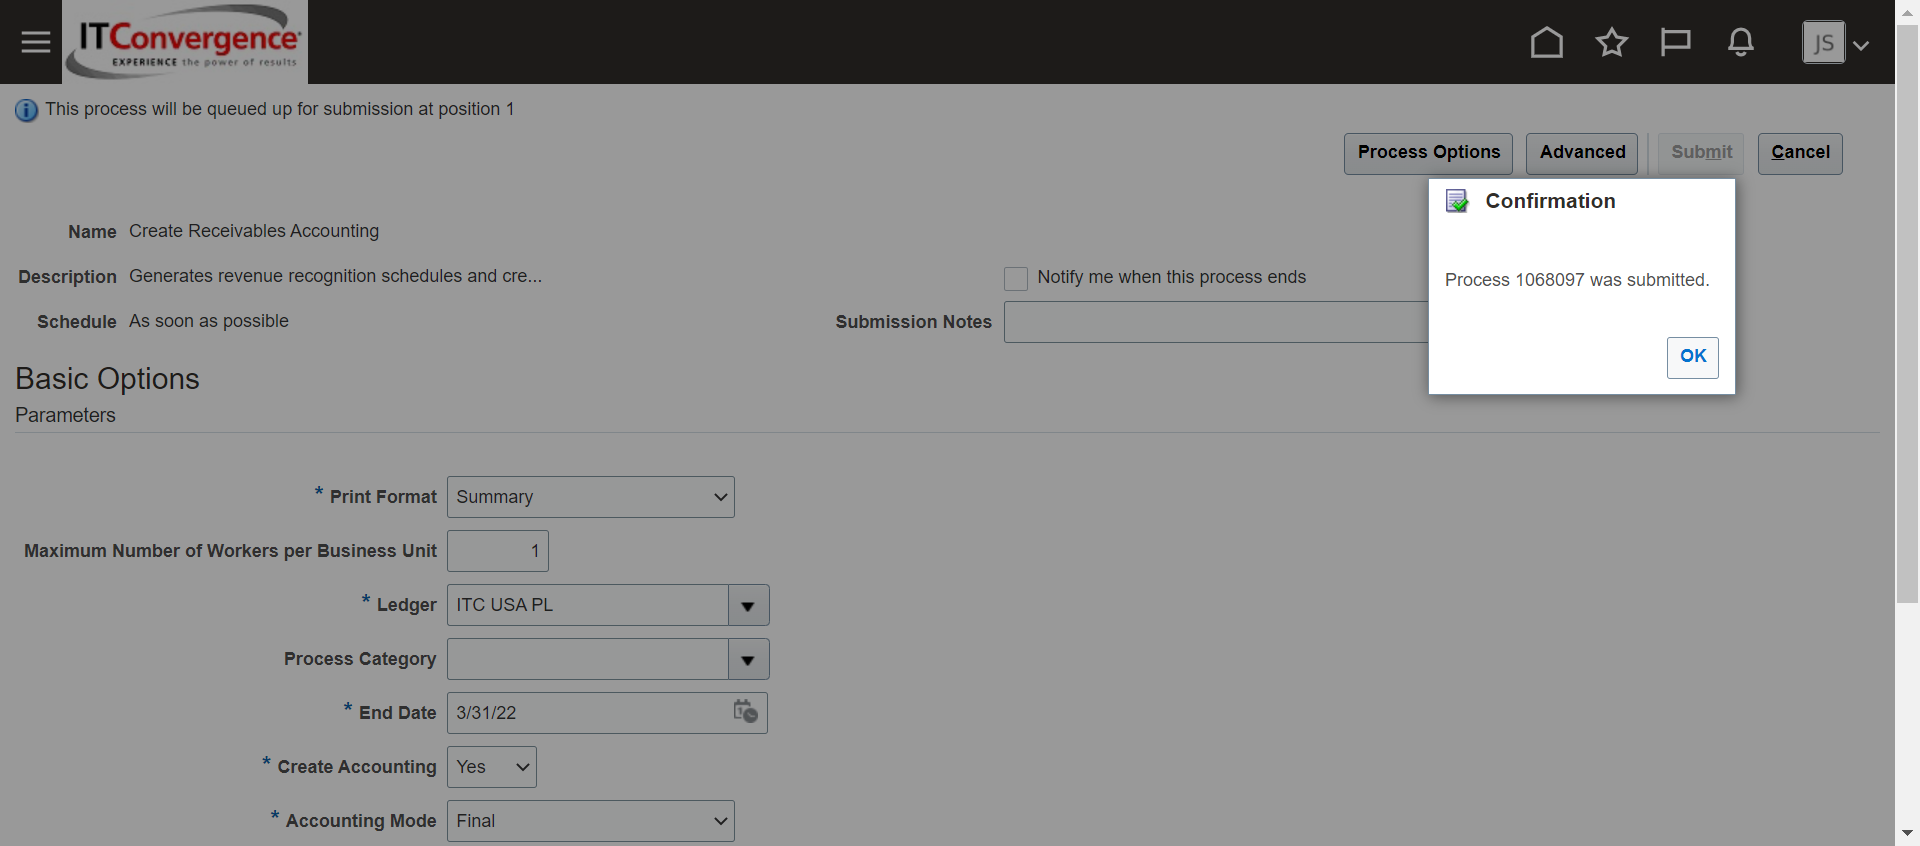 ITConvergence
EXPERIENCE the power of results
JS
This process will be queued up for submission at position 1
Process Options
Advanced
Submit
Cancel
Confirmation
Process 1068097 was submitted.
OK
Name Create Receivables Accounting
Description Generates revenue recognition schedules and cre...
Notify me when this process ends
Schedule As soon as possible
Submission Notes
Basic Options
Parameters
* Print Format Summary
Maximum Number of Workers per Business Unit 1
* Ledger ITC USA PL
Process Category
* End Date 3/31/22
* Create Accounting Yes
* Accounting Mode Final